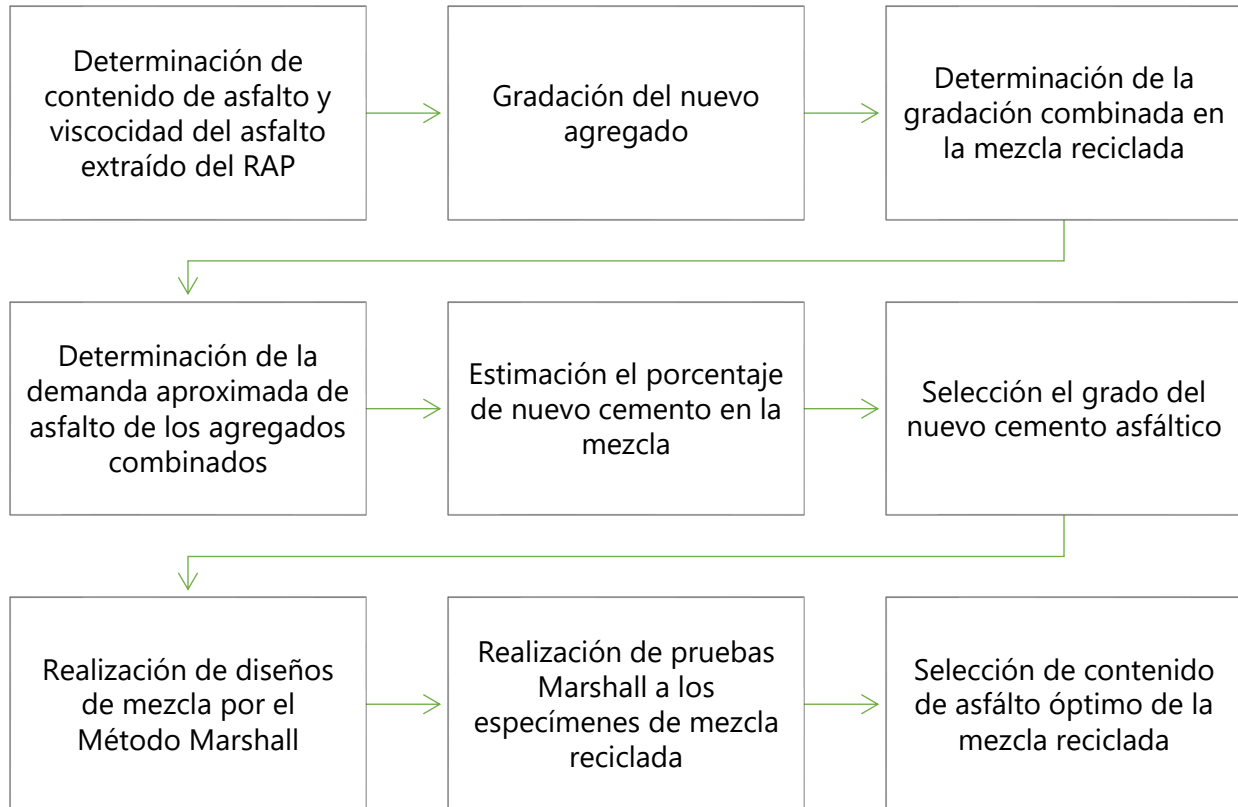 Determinación de
contenido de asfalto y
viscocidad del asfalto
extraído del RAP
Gradación del nuevo
agregado
Determinación de la
gradación combinada en
la mezcla reciclada
Determinación de la
demanda aproximada de
asfalto de los agregados
combinados
Estimación el porcentaje
de nuevo cemento en la
mezcla
Selección el grado del
nuevo cemento asfáltico
Realización de diseños
de mezcla por el
Método Marshall
Realización de pruebas
Marshall a los
especímenes de mezcla
reciclada
Selección de contenido
de asfálto óptimo de la
mezcla reciclada